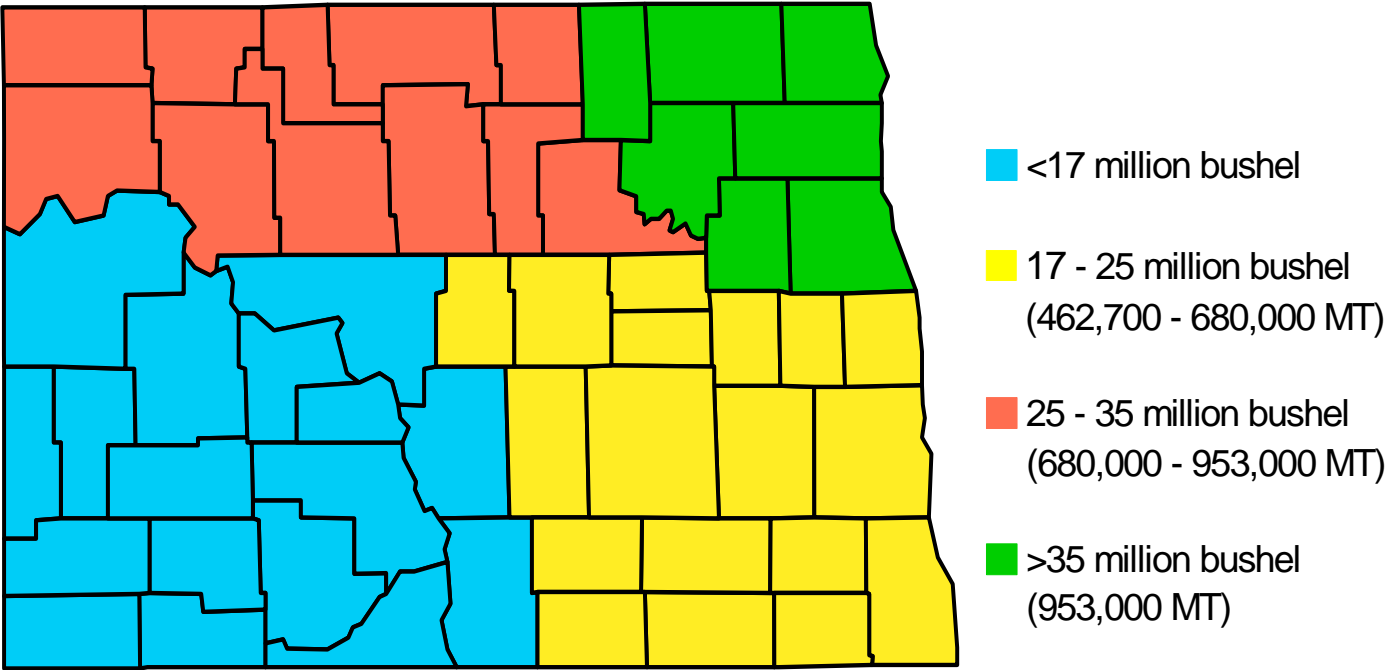 <17 million bushel
17 - 25 million bushel
(462,700 - 680,000 MT)
25 - 35 million bushel
(680,000 - 953,000 MT)
>35 million bushel
(953,000 MT)